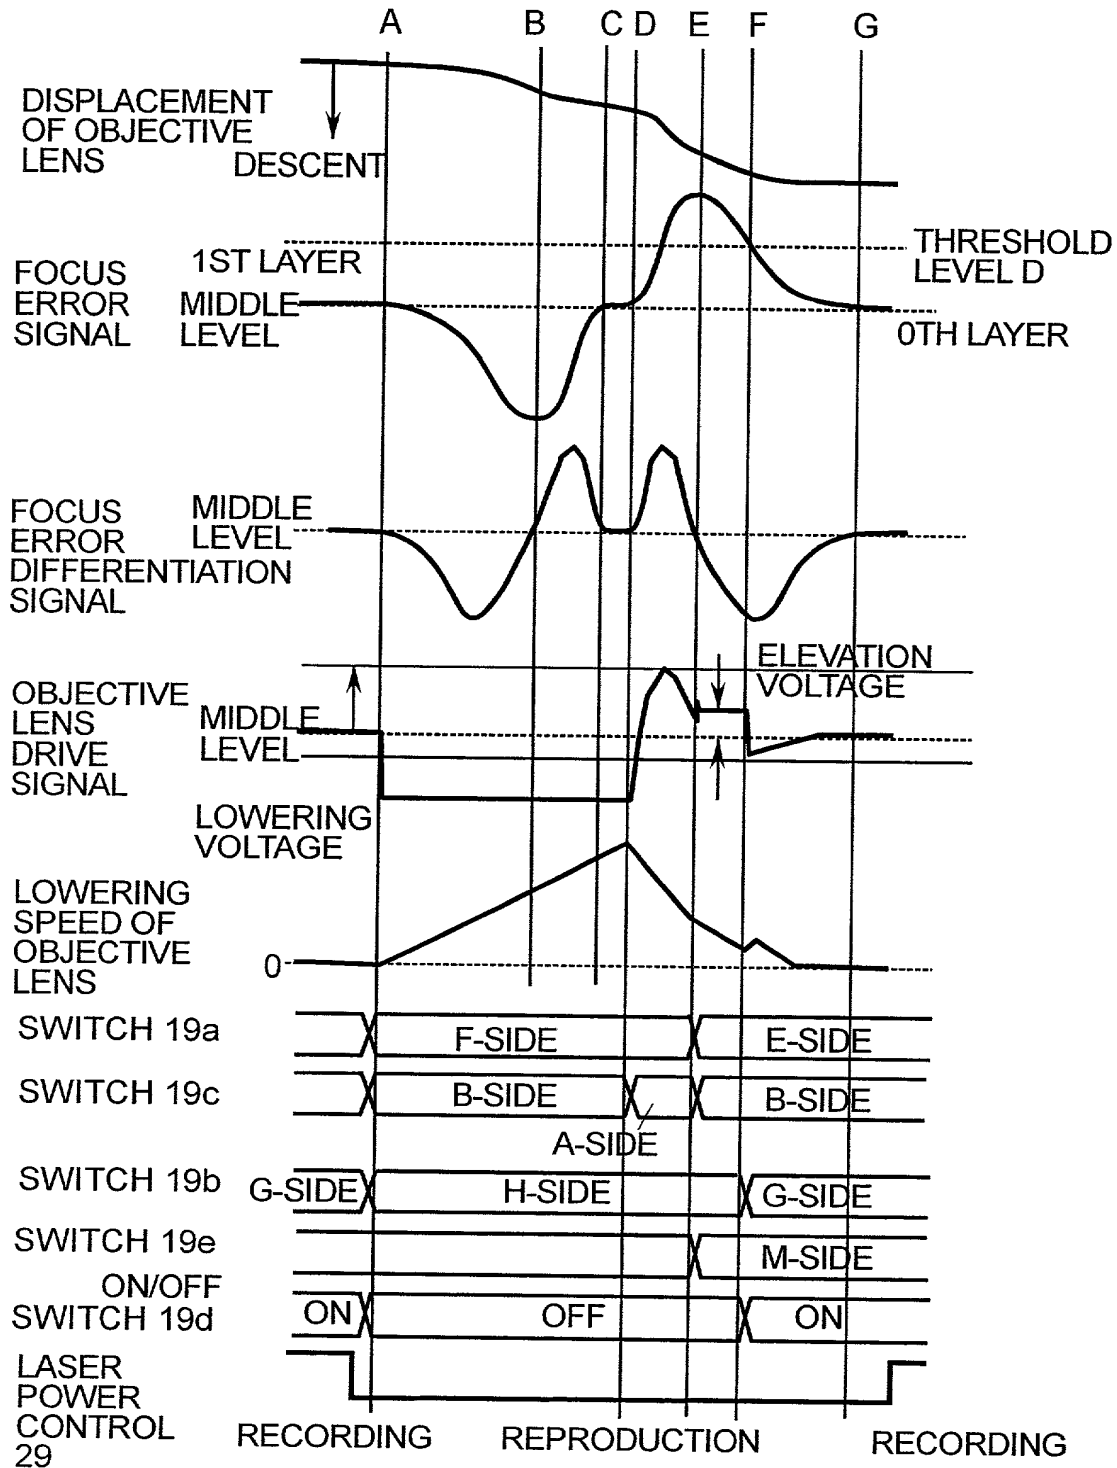 A B C D E F G
DISPLACEMENT
OF OBJECTIVE
LENS
DESCENT
THRESHOLD
LEVEL D
1ST LAYER
FOCUS
ERROR
SIGNAL
MIDDLE
LEVEL
0TH LAYER
FOCUS
ERROR
DIFFERENTIATION
SIGNAL
MIDDLE
LEVEL
ELEVATION
VOLTAGE
OBJECTIVE
LENS
DRIVE
SIGNAL
MIDDLE
LEVEL
LOWERING
VOLTAGE
LOWERING
SPEED OF
OBJECTIVE
LENS
0
SWITCH 19a F-SIDE E-SIDE
SWITCH 19c B-SIDE B-SIDE
A-SIDE
SWITCH 19b G-SIDE H-SIDE G-SIDE
SWITCH 19e M-SIDE
ON/OFF
SWITCH 19d ON OFF ON
LASER
POWER
CONTROL
29
RECORDING REPRODUCTION RECORDING